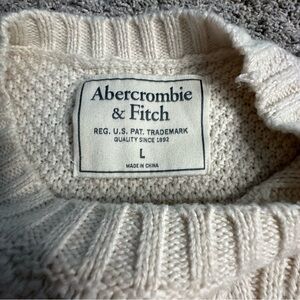 Abercrombie
& Fitch
REG. U.S. PAT. TRADEMARK
QUALITY SINCE 1892
L
MADE IN CHINA